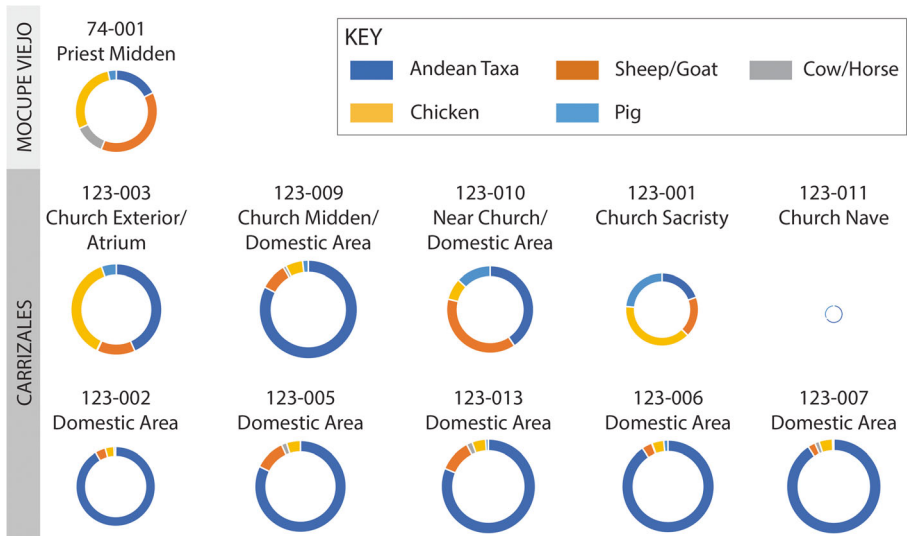 MOCUPE VIEJO
74-001
Priest Midden
KEY
Andean Taxa
Sheep/Goat
Cow/Horse
Chicken
Pig
CARRIZALES
123-003
Church Exterior/
Atrium
123-009
Church Midden/
Domestic Area
123-010
Near Church/
Domestic Area
123-001
Church Sacristy
123-011
Church Nave
123-002
Domestic Area
123-005
Domestic Area
123-013
Domestic Area
123-006
Domestic Area
123-007
Domestic Area